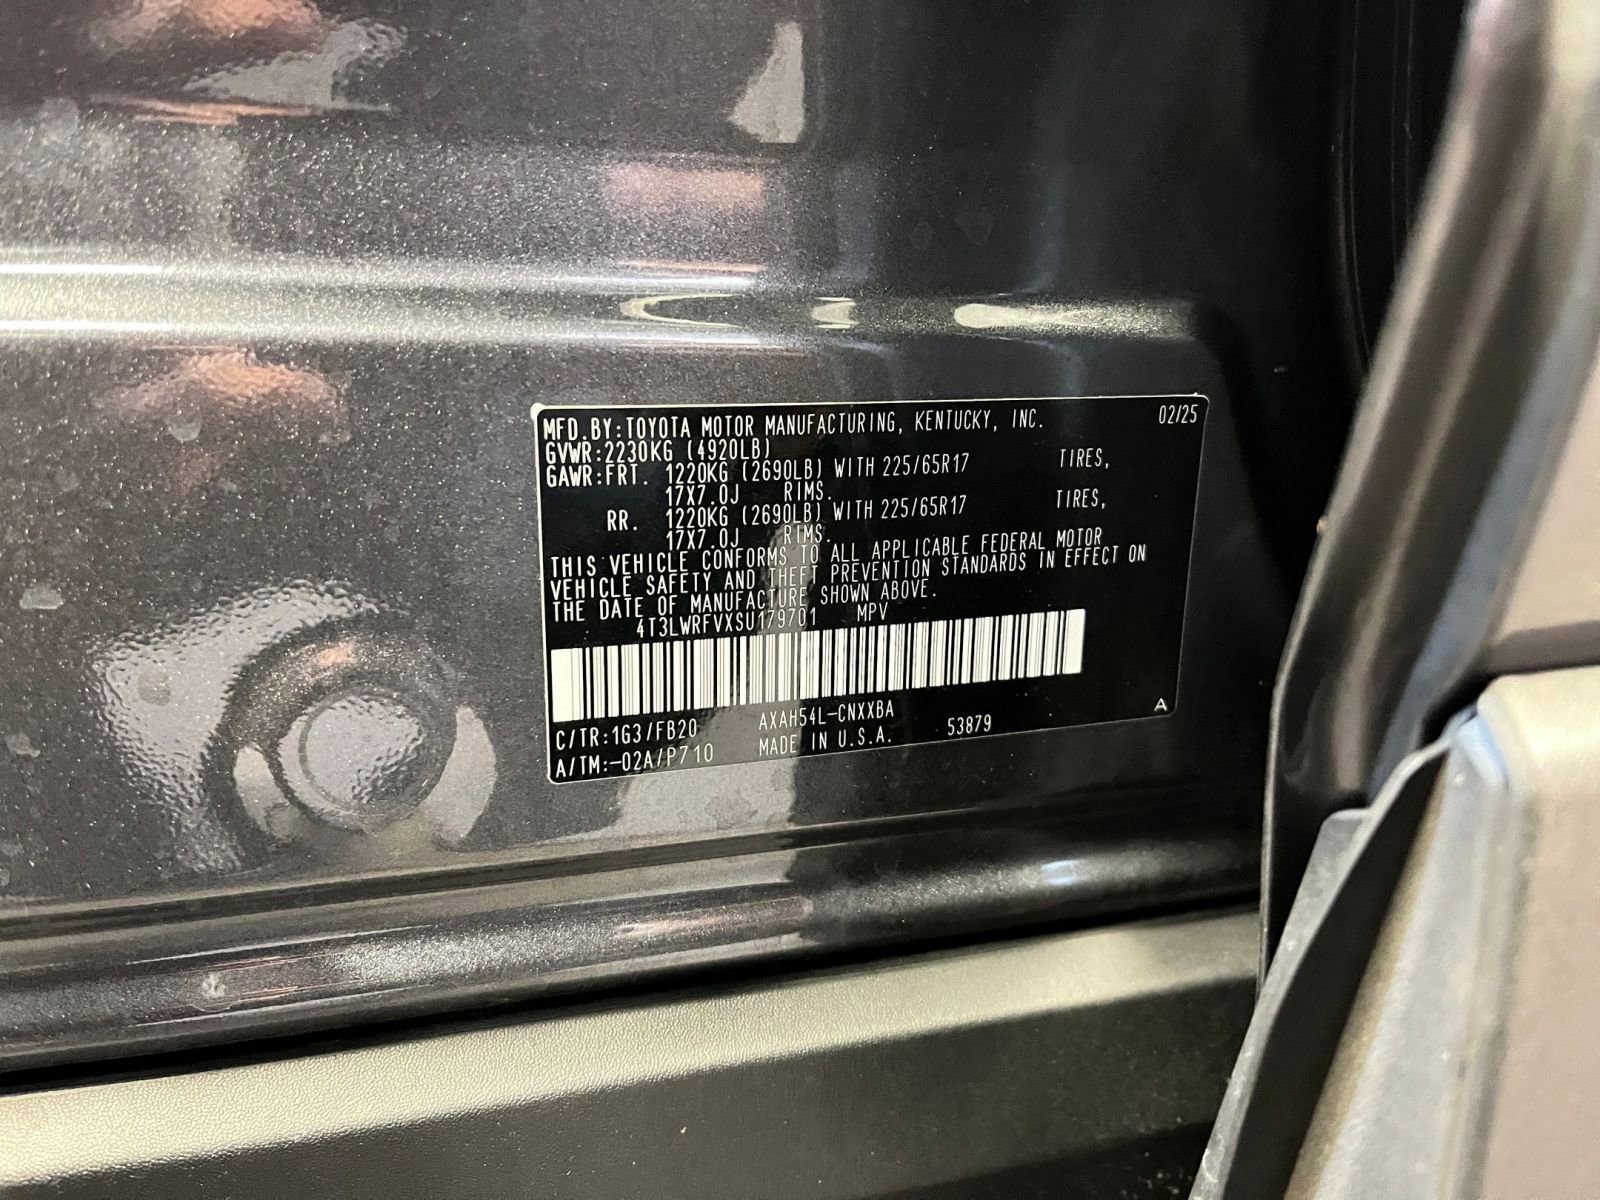 MFD.BY:TOYOTA MOTOR MANUFACTURING, KENTUCKY, INC. 02/25
GVWR:2230KG (4920LB)
GAWR:FRT. 1220KG (2690LB) WITH 225/65R17 TIRES,
17X7.0J RIMS.
RR. 1220KG (2690LB) WITH 225/65R17 TIRES,
17X7.0J RIMS.
THIS VEHICLE CONFORMS TO ALL APPLICABLE FEDERAL MOTOR
VEHICLE SAFETY AND THEFT PREVENTION STANDARDS IN EFFECT ON
THE DATE OF MANUFACTURE SHOWN ABOVE.
4T3LWRFVXSU179701 MPV
C/TR:1G3/FB20 AXAH54L-CNXXBA 53879 A
A/TM:-02A/P710 MADE IN U.S.A.